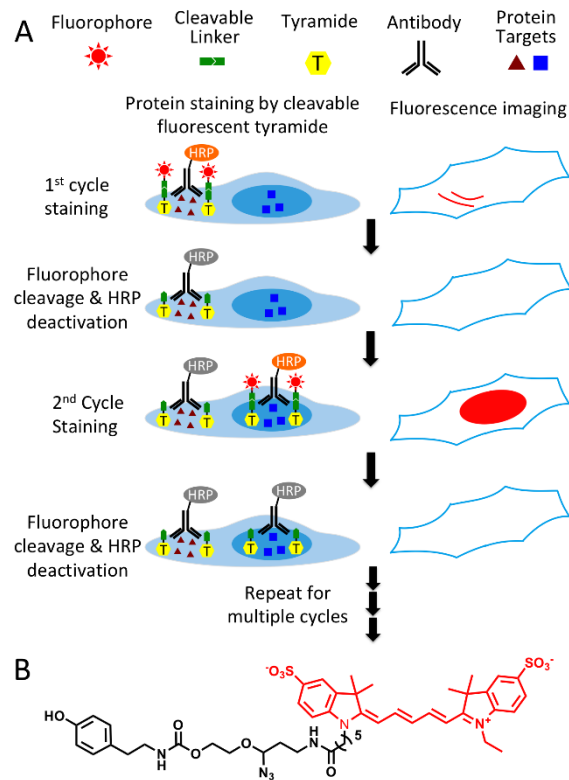 A
Fluorophore
Cleavable
Linker
Tyramide
Antibody
Protein
Targets
T
Protein staining by cleavable
fluorescent tyramide
Fluorescence imaging
1st cycle
staining
HRP
T
T
Fluorophore
cleavage & HRP
deactivation
HRP
T
T
2nd Cycle
Staining
HRP
HRP
T
T
T
T
Fluorophore
cleavage & HRP
deactivation
HRP
HRP
T
T
T
T
Repeat for
multiple cycles
B
-O3S
SO3-
HO
N
H
O
O
O
N3
H
N
O
5
N
N+